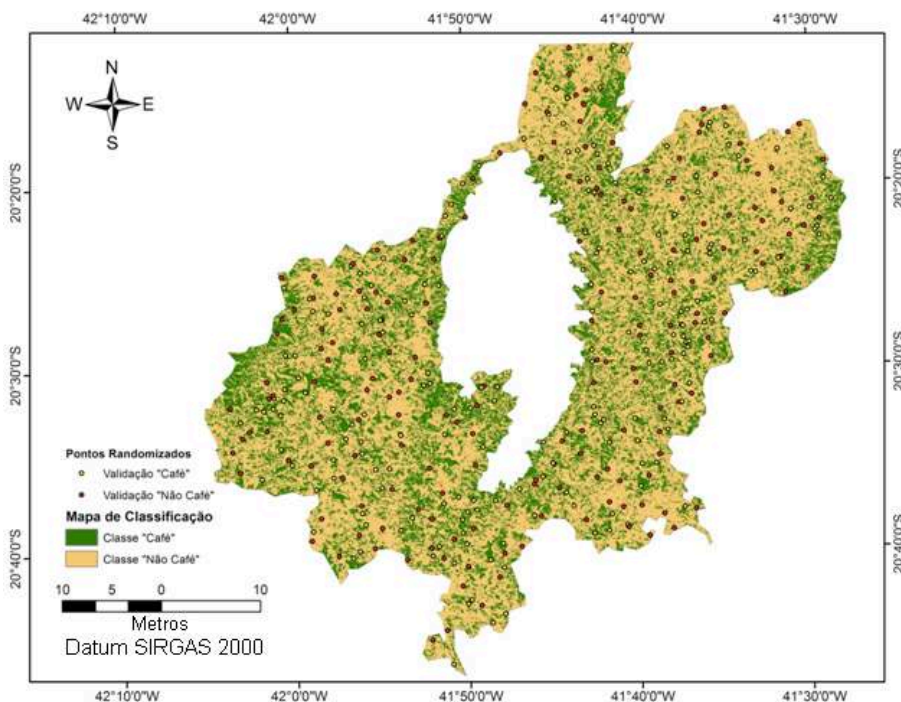 42°10'0"W 42°0'0"W 41°50'0"W 41°40'0"W 41°30'0"W
N
W E
S
20°20'0"S 20°20'0"S
20°30'0"S 20°30'0"S
Pontos Randomizados
Validação "Café"
Validação "Não Café"
Mapa de Classificação
Classe "Café"
Classe "Não Café"
20°40'0"S 20°40'0"S
10 5 0 10
Metros
Datum SIRGAS 2000
42°10'0"W 42°0'0"W 41°50'0"W 41°40'0"W 41°30'0"W